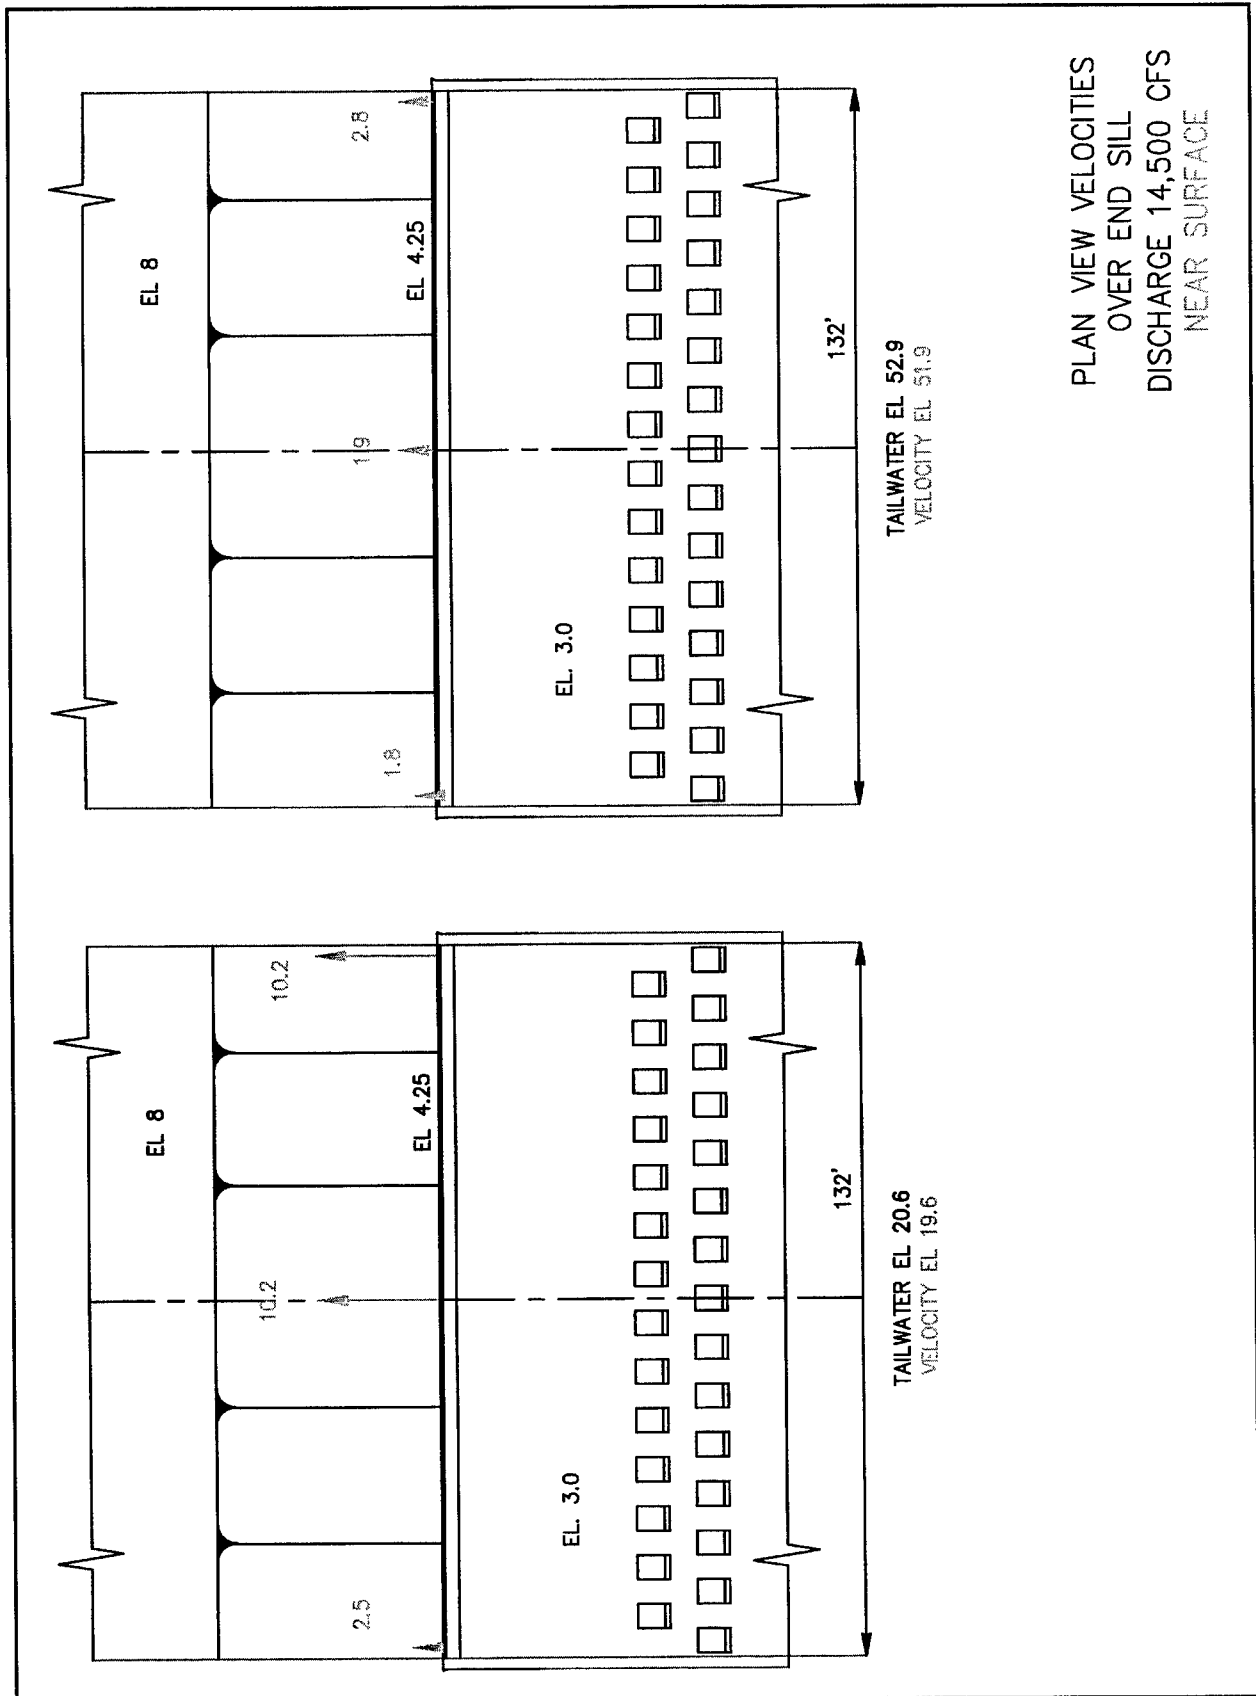 EL 8
2.8
EL 4.25
1.9
1.8
EL. 3.0
132'
TAILWATER EL 52.9
VELOCITY EL 51.9
EL 8
10.2
EL 4.25
10.2
2.5
EL. 3.0
132'
TAILWATER EL 20.6
VELOCITY EL 19.6
PLAN VIEW VELOCITIES
OVER END SILL
DISCHARGE 14,500 CFS
NEAR SURFACE